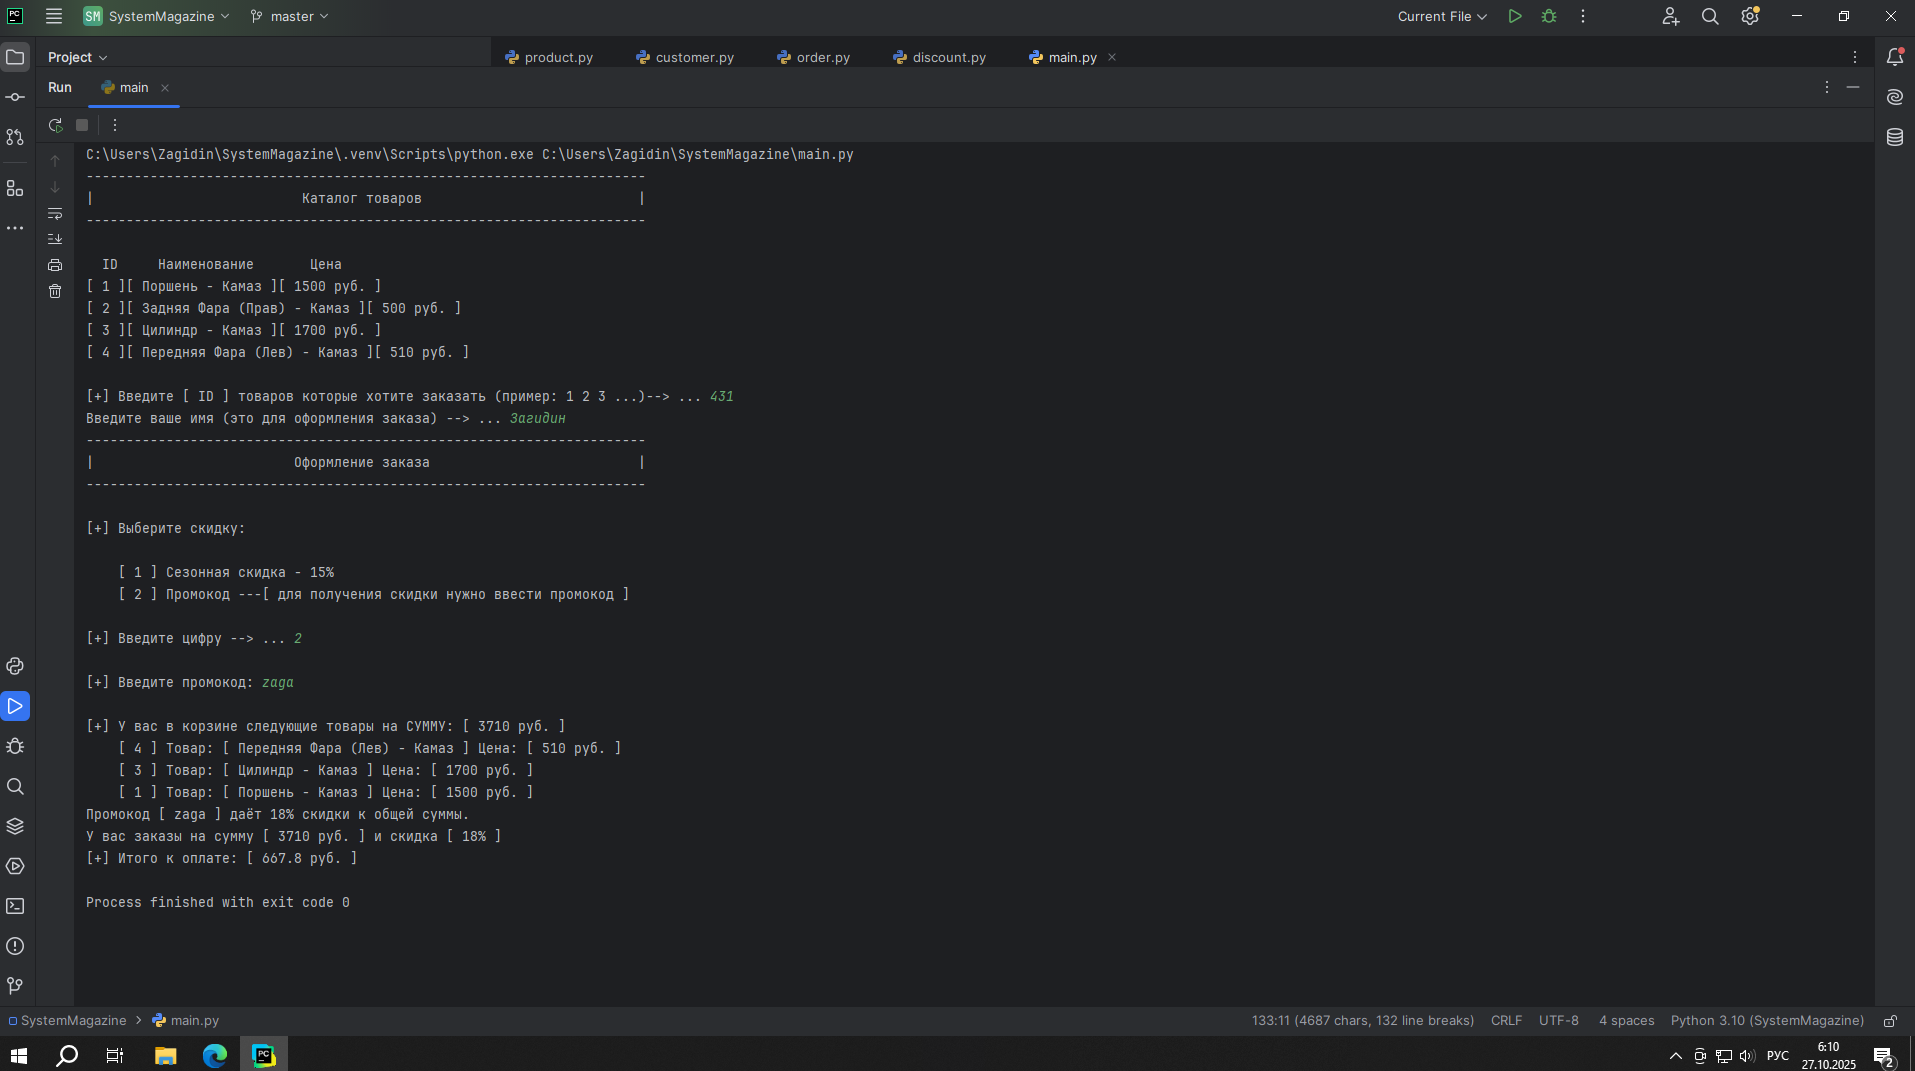 PC SM SystemMagazine master Current File
Project product.py customer.py order.py discount.py main.py
Run main
C:\Users\Zagidin\SystemMagazine\.venv\Scripts\python.exe C:\Users\Zagidin\SystemMagazine\main.py
----------------------------------------------------------------------
| Каталог товаров |
----------------------------------------------------------------------
ID Наименование Цена
[ 1 ][ Поршень - Камаз ][ 1500 руб. ]
[ 2 ][ Задняя Фара (Прав) - Камаз ][ 500 руб. ]
[ 3 ][ Цилиндр - Камаз ][ 1700 руб. ]
[ 4 ][ Передняя Фара (Лев) - Камаз ][ 510 руб. ]
[+] Введите [ ID ] товаров которые хотите заказать (пример: 1 2 3 ...)--> ... 431
Введите ваше имя (это для оформления заказа) --> ... Загидин
----------------------------------------------------------------------
| Оформление заказа |
----------------------------------------------------------------------
[+] Выберите скидку:
[ 1 ] Сезонная скидка - 15%
[ 2 ] Промокод ---[ для получения скидки нужно ввести промокод ]
[+] Введите цифру --> ... 2
[+] Введите промокод: zaga
[+] У вас в корзине следующие товары на СУММУ: [ 3710 руб. ]
[ 4 ] Товар: [ Передняя Фара (Лев) - Камаз ] Цена: [ 510 руб. ]
[ 3 ] Товар: [ Цилиндр - Камаз ] Цена: [ 1700 руб. ]
[ 1 ] Товар: [ Поршень - Камаз ] Цена: [ 1500 руб. ]
Промокод [ zaga ] даёт 18% скидки к общей суммы.
У вас заказы на сумму [ 3710 руб. ] и скидка [ 18% ]
[+] Итого к оплате: [ 667.8 руб. ]
Process finished with exit code 0
SystemMagazine > main.py 133:11 (4687 chars, 132 line breaks) CRLF UTF-8 4 spaces Python 3.10 (SystemMagazine)
PC РУС 6:10
27.10.2025 2